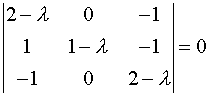 | 2 − λ 0 −1 |
| 1 1 − λ −1 | = 0
| −1 0 2 − λ |